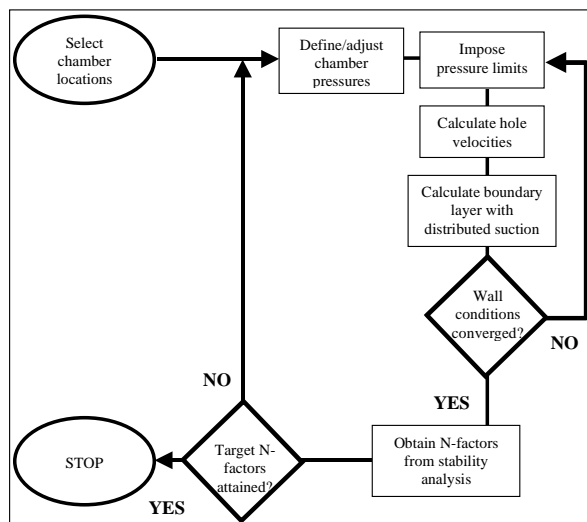 Select
chamber
locations
Define/adjust
chamber
pressures
Impose
pressure limits
Calculate hole
velocities
Calculate boundary
layer with
distributed suction
Wall
conditions
converged?
NO
YES
Obtain N-factors
from stability
analysis
Target N-
factors
attained?
NO
YES
STOP